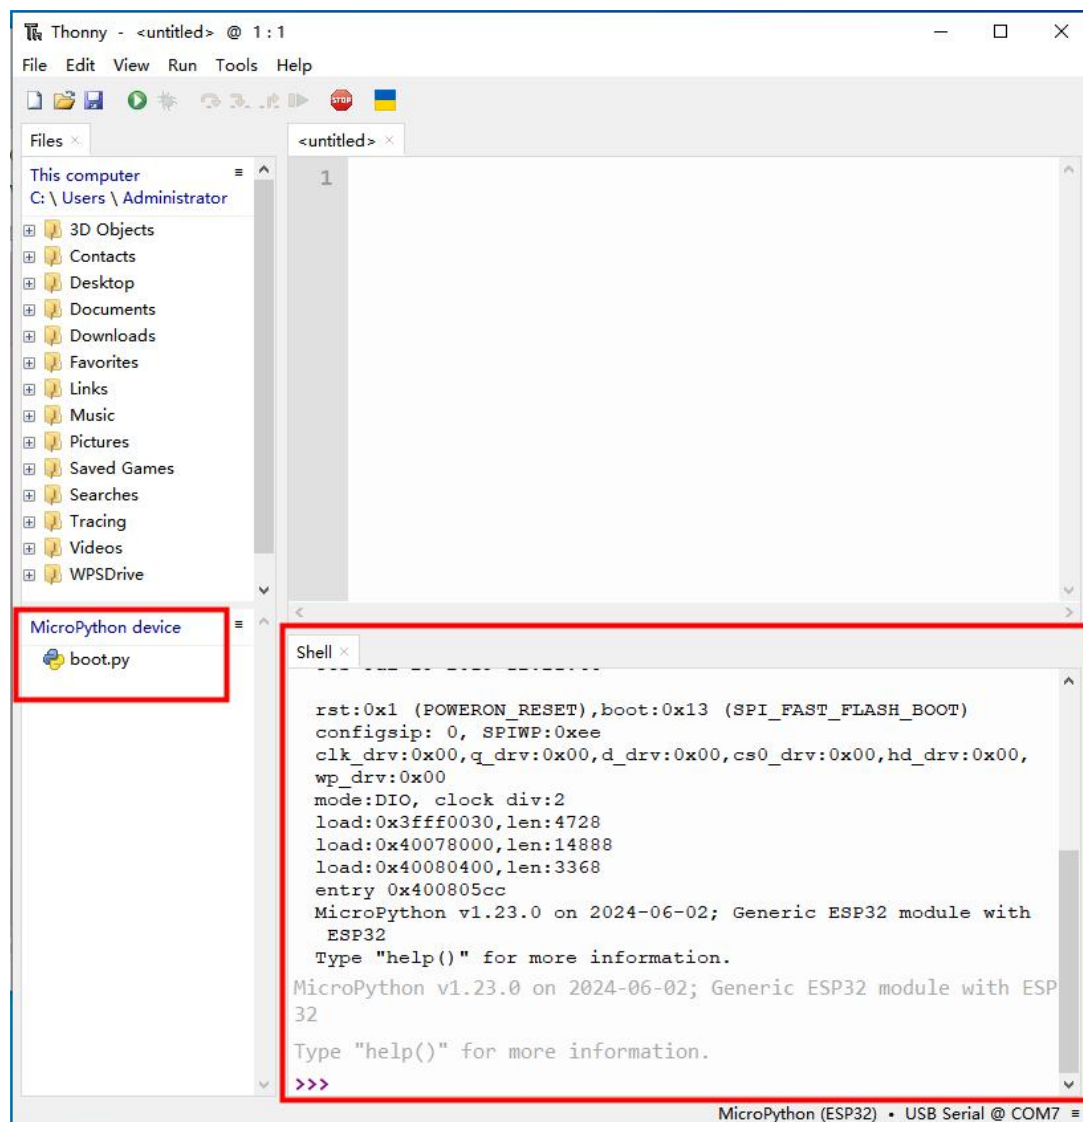 Thonny - <untitled> @ 1:1
File Edit View Run Tools Help
STOP
Files
<untitled>
This computer
C: \ Users \ Administrator
3D Objects
Contacts
Desktop
Documents
Downloads
Favorites
Links
Music
Pictures
Saved Games
Searches
Tracing
Videos
WPSDrive
1
MicroPython device
boot.py
Shell
rst:0x1 (POWERON_RESET),boot:0x13 (SPI_FAST_FLASH_BOOT)
configsip: 0, SPIWP:0xee
clk_drv:0x00,q_drv:0x00,d_drv:0x00,cs0_drv:0x00,hd_drv:0x00,
wp_drv:0x00
mode:DIO, clock div:2
load:0x3fff0030,len:4728
load:0x40078000,len:14888
load:0x40080400,len:3368
entry 0x400805cc
MicroPython v1.23.0 on 2024-06-02; Generic ESP32 module with
ESP32
Type "help()" for more information.
MicroPython v1.23.0 on 2024-06-02; Generic ESP32 module with ESP
32
Type "help()" for more information.
>>>
MicroPython (ESP32) • USB Serial @ COM7 ≡